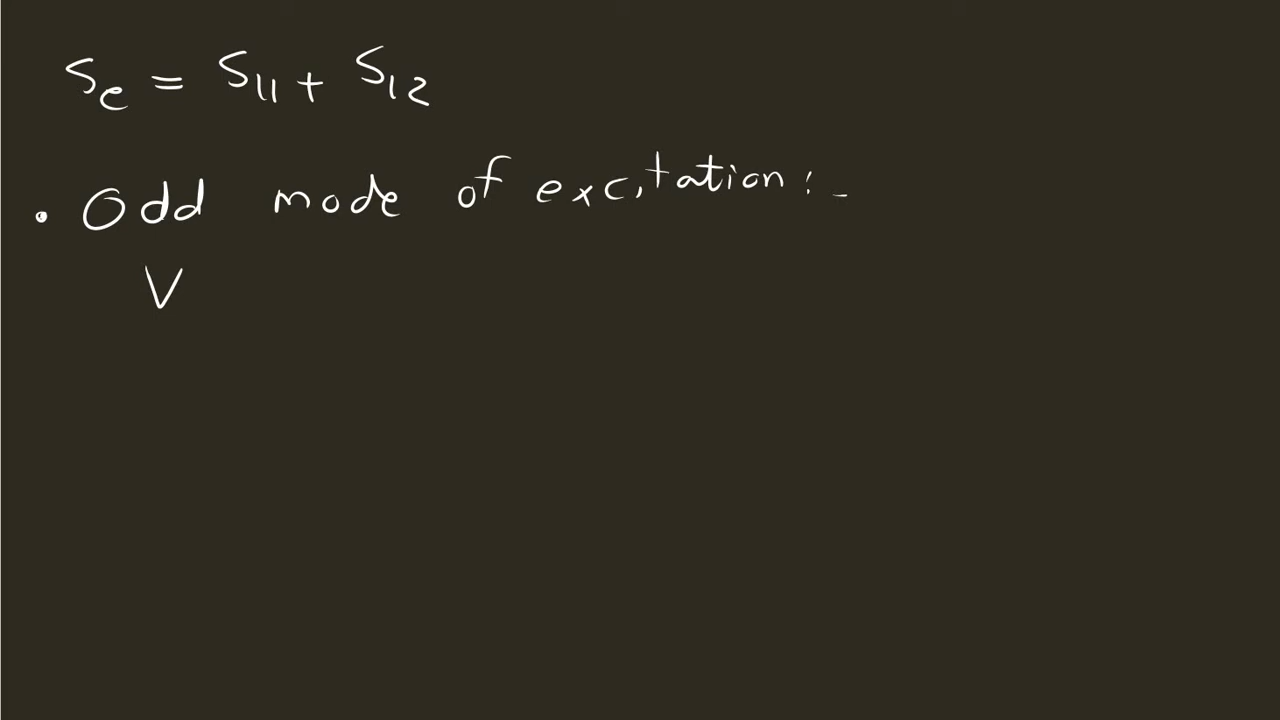 Se = S11 + S12
• Odd mode of excitation :-
V